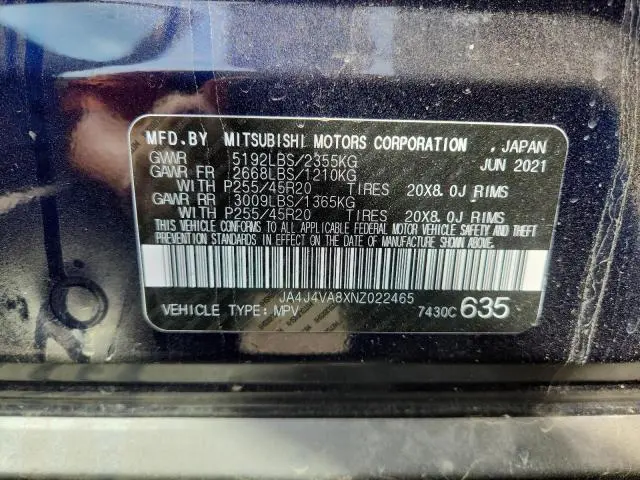 MFD.BY MITSUBISHI MOTORS CORPORATION, JAPAN
GVWR 5192LBS/2355KG JUN 2021
GAWR FR 2668LBS/1210KG
WITH P255/45R20 TIRES 20X8.0J RIMS
GAWR RR 3009LBS/1365KG
WITH P255/45R20 TIRES 20X8.0J RIMS
THIS VEHICLE CONFORMS TO ALL APPLICABLE FEDERAL MOTOR VEHICLE SAFETY AND THEFT
PREVENTION STANDARDS IN EFFECT ON THE DATE OF MANUFACTURE SHOWN ABOVE.
JA4J4VA8XNZ022465
VEHICLE TYPE: MPV 7430C 635